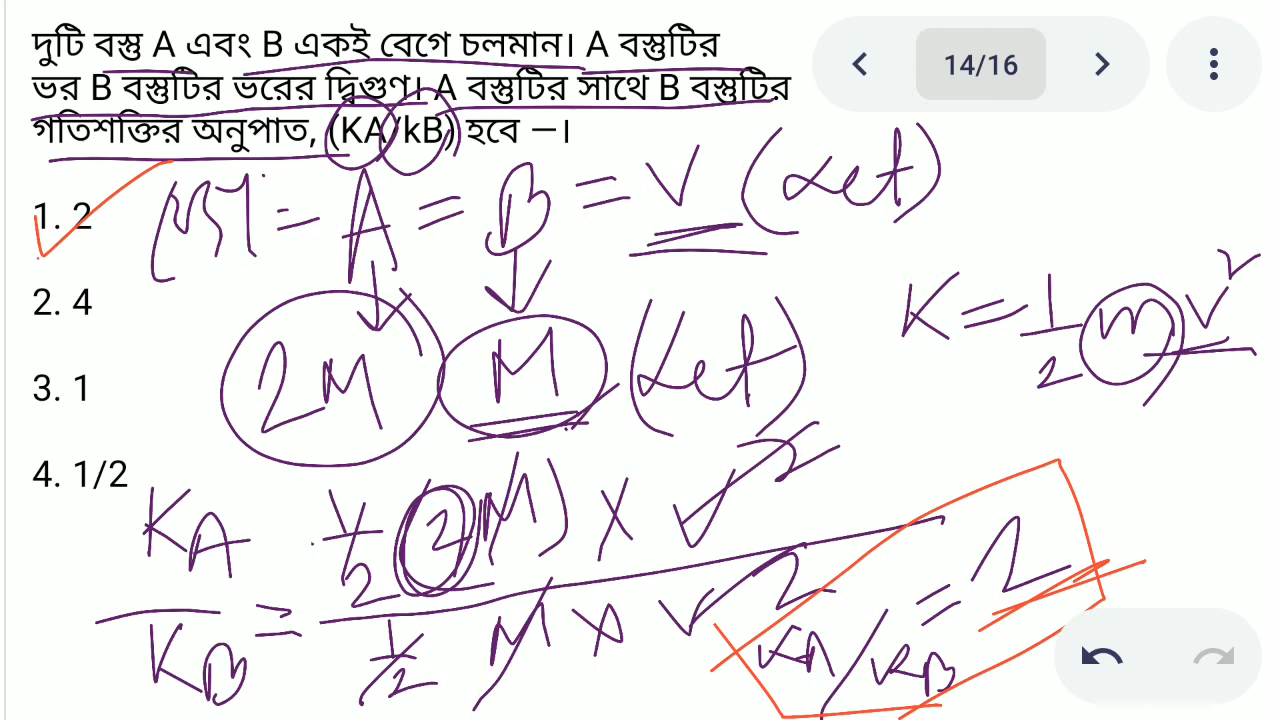 দুটি বস্তু A এবং B একই বেগে চলমান। A বস্তুটির
ভর B বস্তুটির ভরের দ্বিগুণ। A বস্তুটির সাথে B বস্তুটির
গতিশক্তির অনুপাত, (KA/kB) হবে —।
14/16
1. 2
2. 4
3. 1
4. 1/2
= A = B = V (Let)
2M M (Let)
K = 1/2 m v²
KA/KB = 1/2 (2M) × v² / 1/2 M × v² = 2
KA/KB